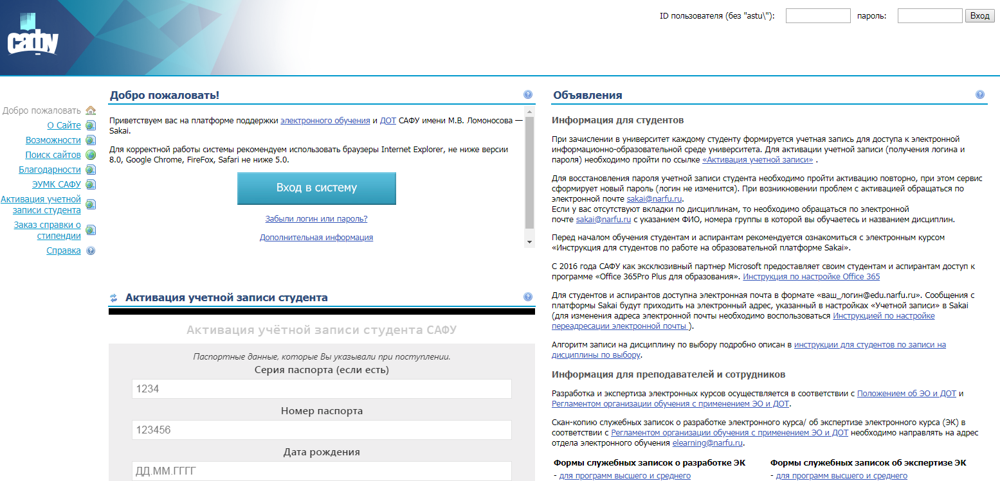 сафу
ID пользователя (без "astu\"):
пароль:
Вход
Добро пожаловать
О Сайте
Возможности
Поиск сайтов
Благодарности
ЭУМК САФУ
Активация учетной
записи студента
Заказ справки о
стипендии
Справка
Добро пожаловать!
Приветствуем вас на платформе поддержки электронного обучения и ДОТ САФУ имени М.В. Ломоносова —
Sakai.
Для корректной работы системы рекомендуем использовать браузеры Internet Explorer, не ниже версии
8.0, Google Chrome, FireFox, Safari не ниже 5.0.
Вход в систему
Забыли логин или пароль?
Дополнительная информация
Активация учетной записи студента
Активация учётной записи студента САФУ
Паспортные данные, которые Вы указывали при поступлении.
Серия паспорта (если есть)
1234
Номер паспорта
123456
Дата рождения
ДД.ММ.ГГГГ
Объявления
Информация для студентов
При зачислении в университет каждому студенту формируется учетная запись для доступа к электронной
информационно-образовательной среде университета. Для активации учетной записи (получения логина и
пароля) необходимо пройти по ссылке «Активация учетной записи» .
Для восстановления пароля учетной записи студента необходимо пройти активацию повторно, при этом сервис
сформирует новый пароль (логин не изменится). При возникновении проблем с активацией обращаться по
электронной почте sakai@narfu.ru.
Если у вас отсутствуют вкладки по дисциплинам, то необходимо обращаться по электронной
почте sakai@narfu.ru с указанием ФИО, номера группы в которой вы обучаетесь и названием дисциплин.
Перед началом обучения студентам и аспирантам рекомендуется ознакомиться с электронным курсом
«Инструкция для студентов по работе на образовательной платформе Sakai».
С 2016 года САФУ как эксклюзивный партнер Microsoft предоставляет своим студентам и аспирантам доступ к
программе «Office 365Pro Plus для образования». Инструкция по настройке Office 365
Для студентов и аспирантов доступна электронная почта в формате «ваш_логин@edu.narfu.ru». Сообщения с
платформы Sakai будут приходить на электронный адрес, указанный в настройках «Учетной записи» в Sakai
(для изменения адреса электронной почты необходимо воспользоваться Инструкцией по настройке
переадресации электронной почты ).
Алгоритм записи на дисциплину по выбору подробно описан в инструкции для студентов по записи на
дисциплины по выбору.
Информация для преподавателей и сотрудников
Разработка и экспертиза электронных курсов осуществляется в соответствии с Положением об ЭО и ДОТ и
Регламентом организации обучения с применением ЭО и ДОТ.
Скан-копию служебных записок о разработке электронного курса/ об экспертизе электронного курса (ЭК) в
соответствии с Регламентом организации обучения с применением ЭО и ДОТ необходимо направлять на адрес
отдела электронного обучения elearning@narfu.ru.
Формы служебных записок о разработке ЭК
- для программ высшего и среднего
Формы служебных записок об экспертизе ЭК
- для программ высшего и среднего